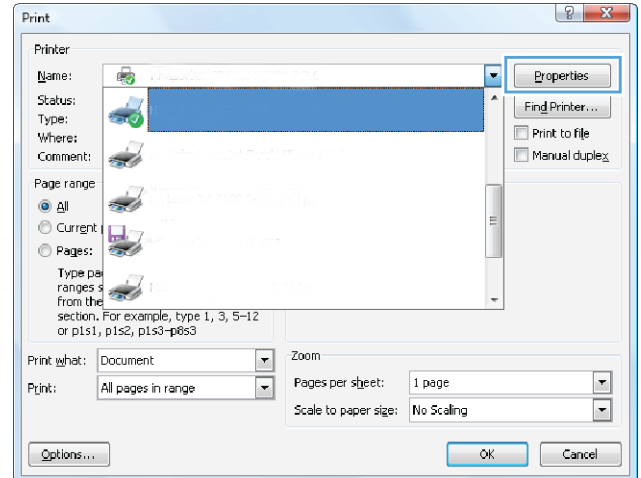 Print
Printer
Name:
Properties
Status:
Type:
Where:
Comment:
Find Printer...
Print to file
Manual duplex
Page range
All
Current
Pages:
Type
ranges
from the
section. For example, type 1, 3, 5–12
or p1s1, p1s2, p1s3–p8s3
Print what: Document
Print: All pages in range
Zoom
Pages per sheet: 1 page
Scale to paper size: No Scaling
Options...
OK
Cancel